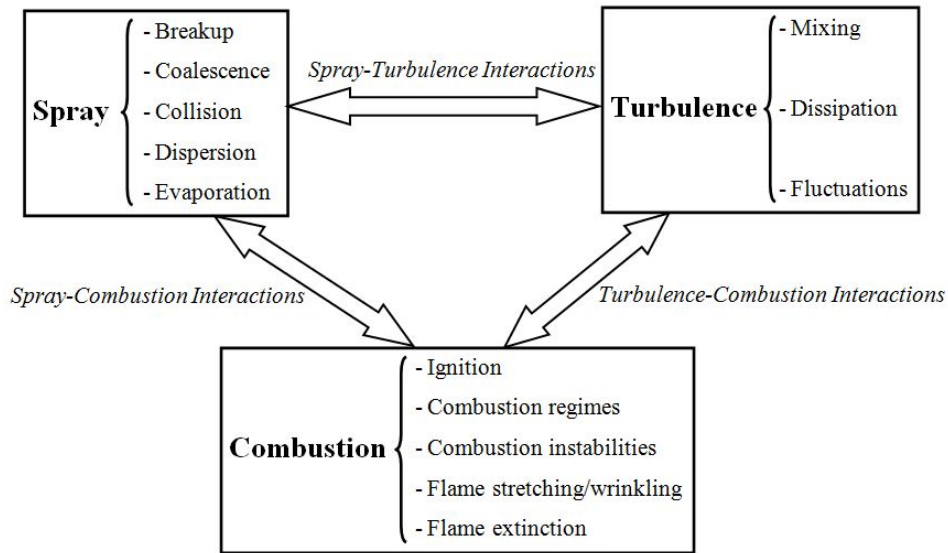 Spray
- Breakup
- Coalescence
- Collision
- Dispersion
- Evaporation
Spray-Turbulence Interactions
Turbulence
- Mixing
- Dissipation
- Fluctuations
Spray-Combustion Interactions
Turbulence-Combustion Interactions
Combustion
- Ignition
- Combustion regimes
- Combustion instabilities
- Flame stretching/wrinkling
- Flame extinction